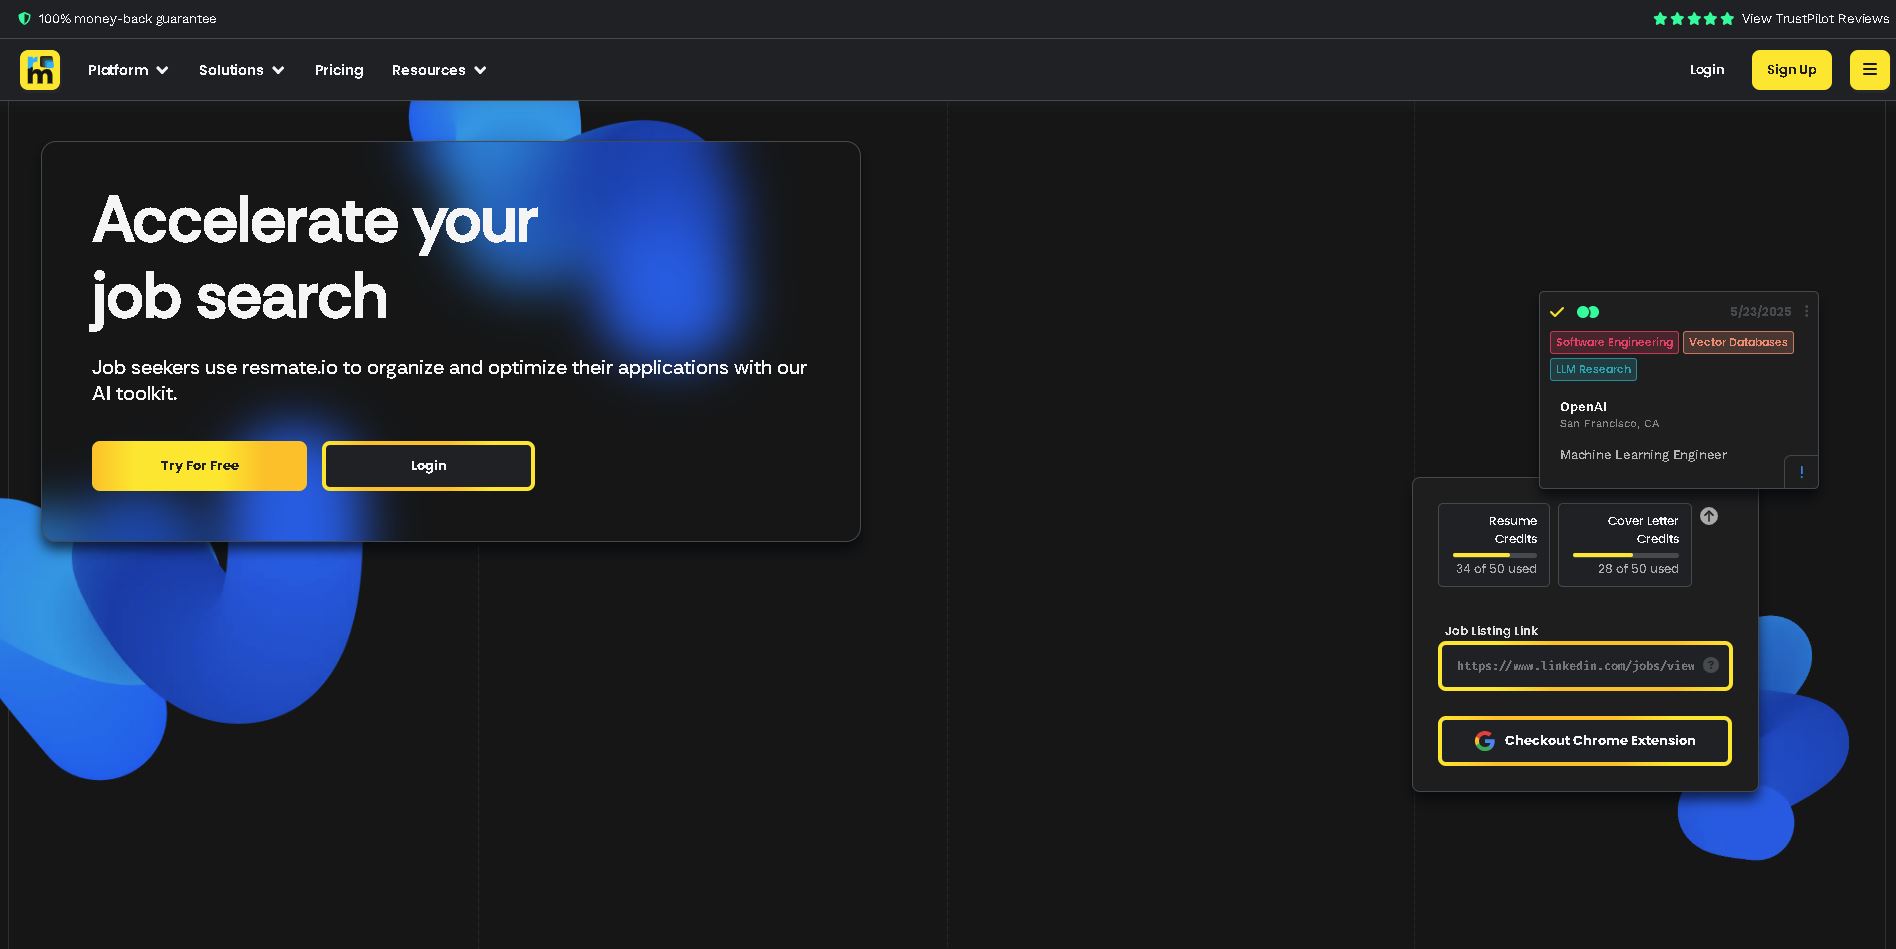 100% money-back guarantee
View TrustPilot Reviews
rm
Platform
Solutions
Pricing
Resources
Login
Sign Up
Accelerate your
job search
Job seekers use resmate.io to organize and optimize their applications with our
AI toolkit.
Try For Free
Login
5/23/2025
Software Engineering
Vector Databases
LLM Research
OpenAI
San Francisco, CA
Machine Learning Engineer
!
Resume
Credits
34 of 50 used
Cover Letter
Credits
28 of 50 used
Job Listing Link
https://www.linkedin.com/jobs/view
?
Checkout Chrome Extension